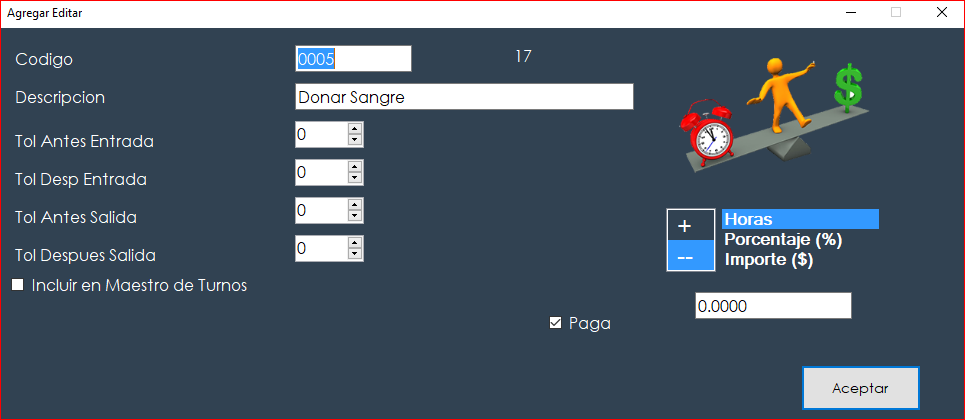 Agregar Editar
Codigo 0005 17
Descripcion Donar Sangre
Tol Antes Entrada 0
Tol Desp Entrada 0
Tol Antes Salida 0
Tol Despues Salida 0
Incluir en Maestro de Turnos
$
+
--
Horas
Porcentaje (%)
Importe ($)
0.0000
Paga
Aceptar